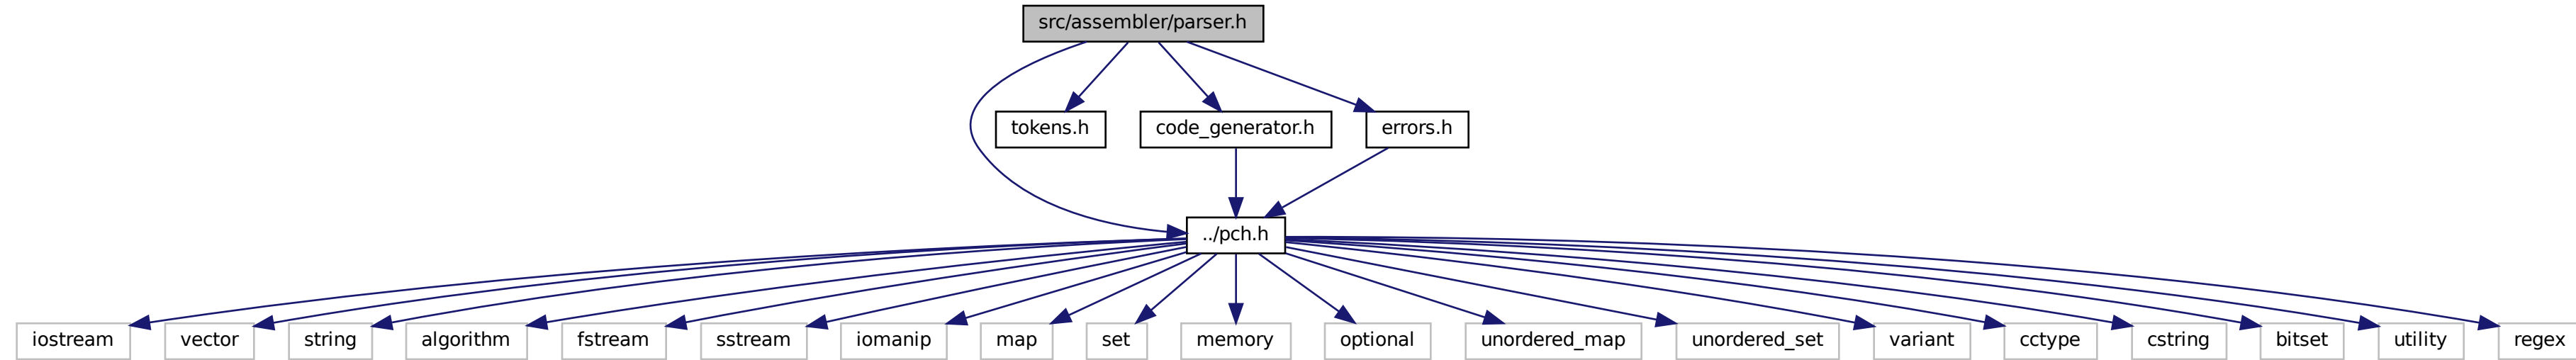 src/assembler/parser.h
tokens.h
code_generator.h
errors.h
../pch.h
iostream
vector
string
algorithm
fstream
sstream
iomanip
map
set
memory
optional
unordered_map
unordered_set
variant
cctype
cstring
bitset
utility
regex